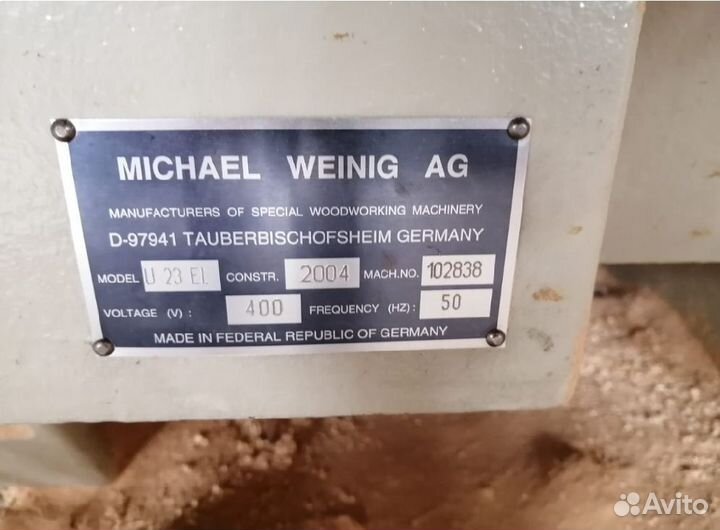 MICHAEL WEINIG AG
MANUFACTURERS OF SPECIAL WOODWORKING MACHINERY
D-97941 TAUBERBISCHOFSHEIM GERMANY
MODEL U 23 EL CONSTR. 2004 MACH.NO. 102838
VOLTAGE (V) : 400 FREQUENCY (HZ) : 50
MADE IN FEDERAL REPUBLIC OF GERMANY
Avito